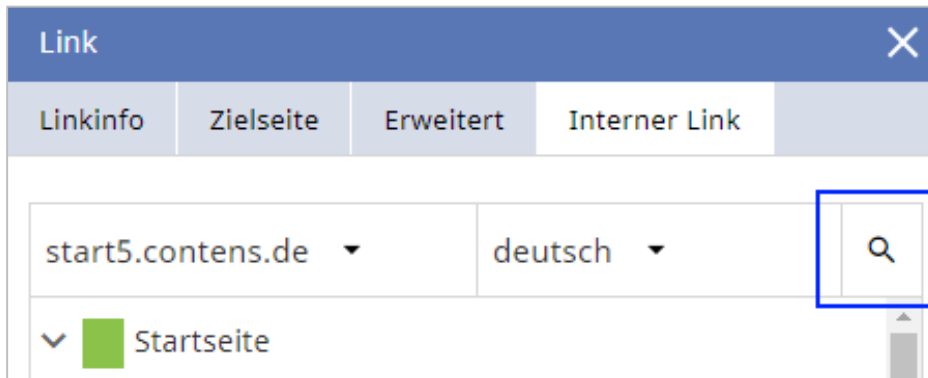 Link
Linkinfo Zielseite Erweitert Interner Link
start5.contens.de deutsch
Startseite